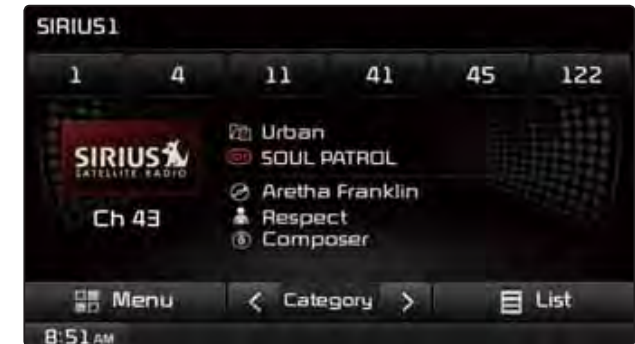 SIRIUS1
1 4 11 41 45 122
Urban
SOUL PATROL
SIRIUS
SATELLITE RADIO
Aretha Franklin
Ch 43
Respect
Composer
Menu < Category > List
8:51 AM